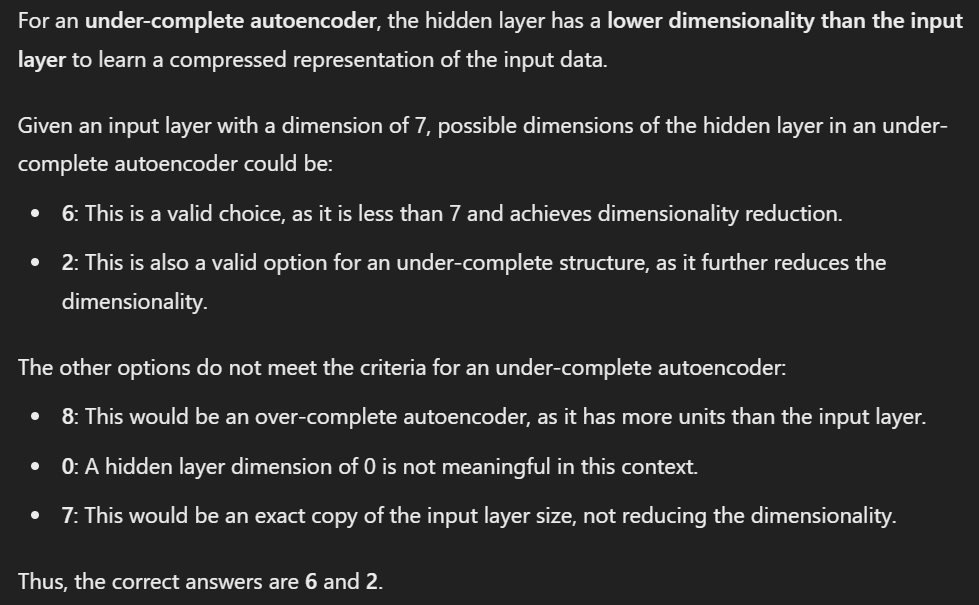 For an under-complete autoencoder, the hidden layer has a lower dimensionality than the input
layer to learn a compressed representation of the input data.
Given an input layer with a dimension of 7, possible dimensions of the hidden layer in an under-
complete autoencoder could be:
• 6: This is a valid choice, as it is less than 7 and achieves dimensionality reduction.
• 2: This is also a valid option for an under-complete structure, as it further reduces the
dimensionality.
The other options do not meet the criteria for an under-complete autoencoder:
• 8: This would be an over-complete autoencoder, as it has more units than the input layer.
• 0: A hidden layer dimension of 0 is not meaningful in this context.
• 7: This would be an exact copy of the input layer size, not reducing the dimensionality.
Thus, the correct answers are 6 and 2.